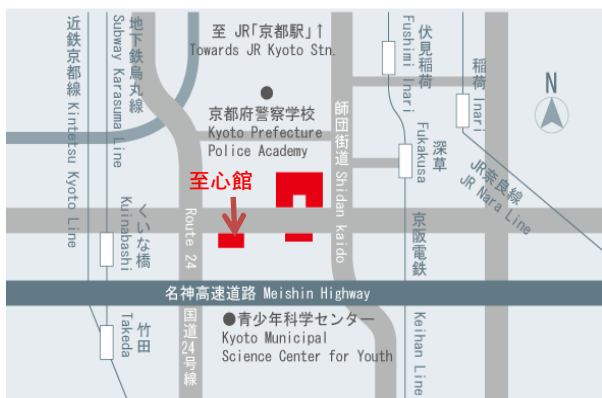 至 JR「京都駅」↑
Towards JR Kyoto Stn.
近鉄京都線 Kintetsu Kyoto Line
地下鉄烏丸線
Subway Karasuma Line
京都府警察学校
Kyoto Prefecture
Police Academy
師団街道 Shidan kaido
伏見稲荷
Fushimi Inari
稲荷 Inari
N
深草
Fukakusa
JR奈良線
JR Nara Line
至心館
くいな橋
Kuinabashi
Route 24
国道24号線
京阪電鉄
Keihan Line
名神高速道路 Meishin Highway
竹田
Takeda
●青少年科学センター
Kyoto Municipal
Science Center for Youth